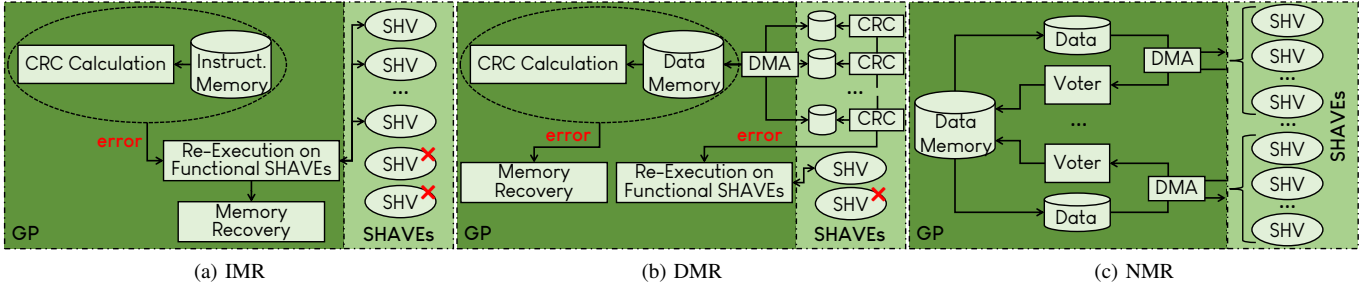 CRC Calculation
Instruct.
Memory
error
Re-Execution on
Functional SHAVEs
Memory
Recovery
GP
SHV
SHV
...
SHV
SHV
SHV
SHAVEs
(a) IMR
CRC Calculation
Data
Memory
DMA
CRC
CRC
...
CRC
error
error
Memory
Recovery
Re-Execution on
Functional SHAVEs
SHV
SHV
GP
SHAVEs
(b) DMR
Data
DMA
Voter
...
Data
Memory
Voter
DMA
Data
GP
SHV
SHV
...
SHV
SHV
SHV
...
SHV
SHAVEs
(c) NMR